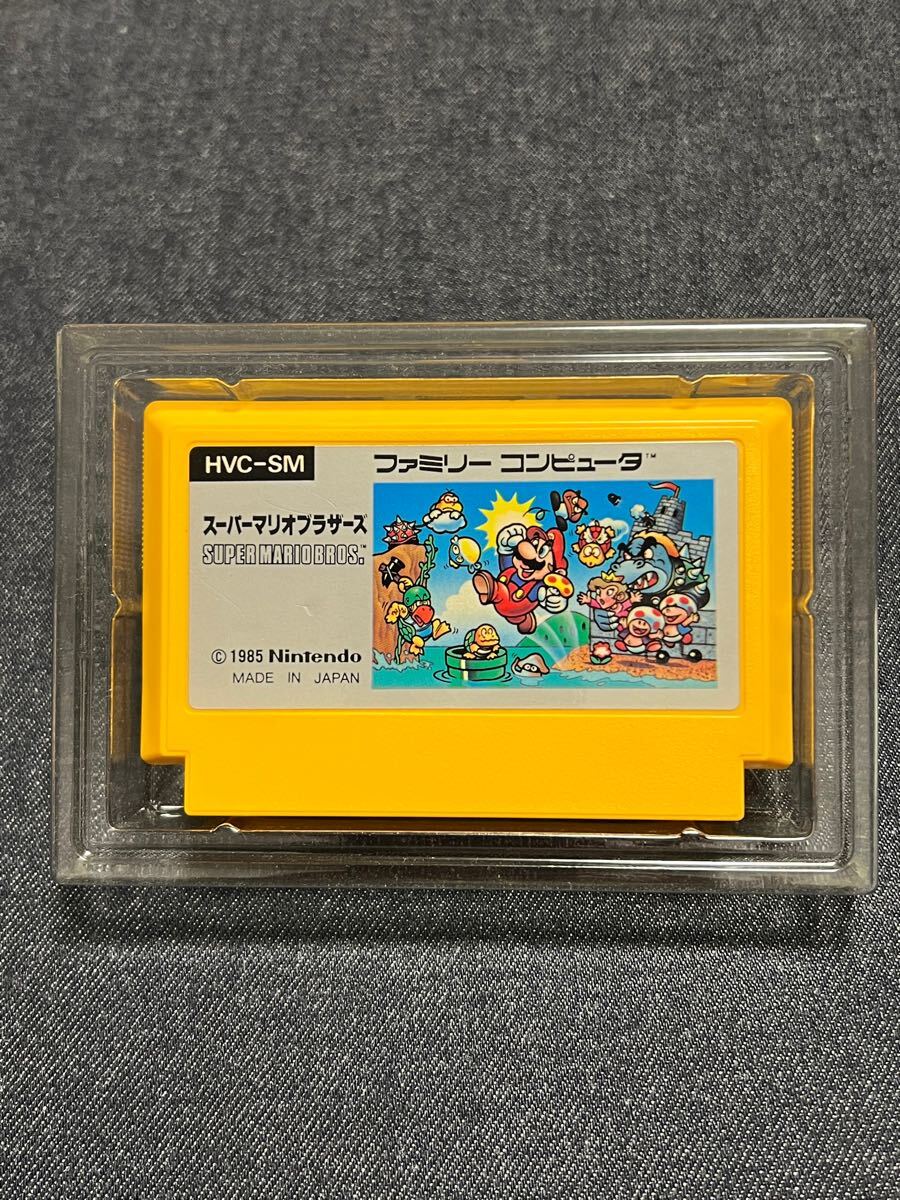 HVC-SM
ファミリー コンピュータ™
スーパーマリオブラザーズ
SUPER MARIO BROS.™
© 1985 Nintendo
MADE IN JAPAN